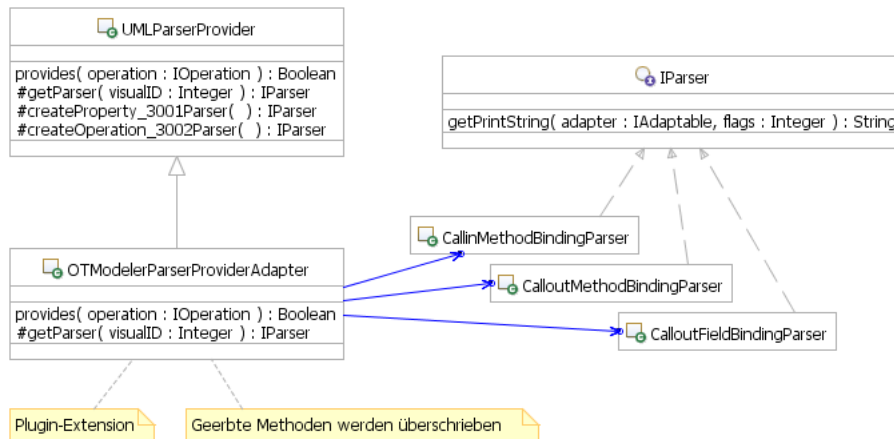 UMLParserProvider
provides( operation : IOperation ) : Boolean
#getParser( visualID : Integer ) : IParser
#createProperty_3001Parser(  ) : IParser
#createOperation_3002Parser(  ) : IParser
IParser
getPrintString( adapter : IAdaptable, flags : Integer ) : String
CallinMethodBindingParser
OTModelerParserProviderAdapter
provides( operation : IOperation ) : Boolean
#getParser( visualID : Integer ) : IParser
CalloutMethodBindingParser
CalloutFieldBindingParser
Plugin-Extension
Geerbte Methoden werden überschrieben